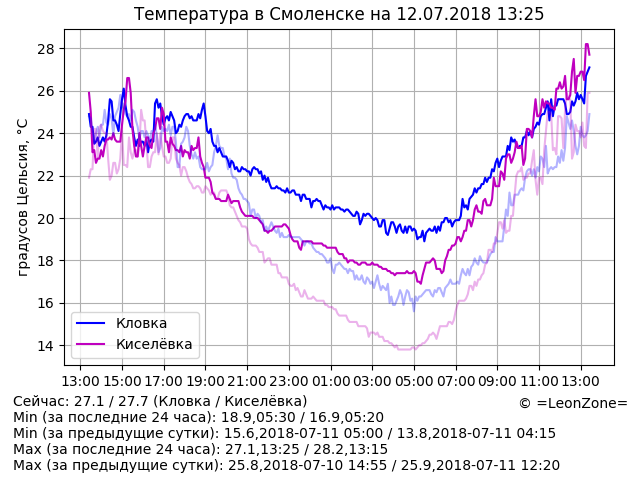 Температура в Смоленске на 12.07.2018 13:25
градусов Цельсия, °C
28
26
24
22
20
18
16
14
Кловка
Киселёвка
13:00 15:00 17:00 19:00 21:00 23:00 01:00 03:00 05:00 07:00 09:00 11:00 13:00
Сейчас: 27.1 / 27.7 (Кловка / Киселёвка)
© =LeonZone=
Min (за последние 24 часа): 18.9,05:30 / 16.9,05:20
Min (за предыдущие сутки): 15.6,2018-07-11 05:00 / 13.8,2018-07-11 04:15
Max (за последние 24 часа): 27.1,13:25 / 28.2,13:15
Max (за предыдущие сутки): 25.8,2018-07-10 14:55 / 25.9,2018-07-11 12:20